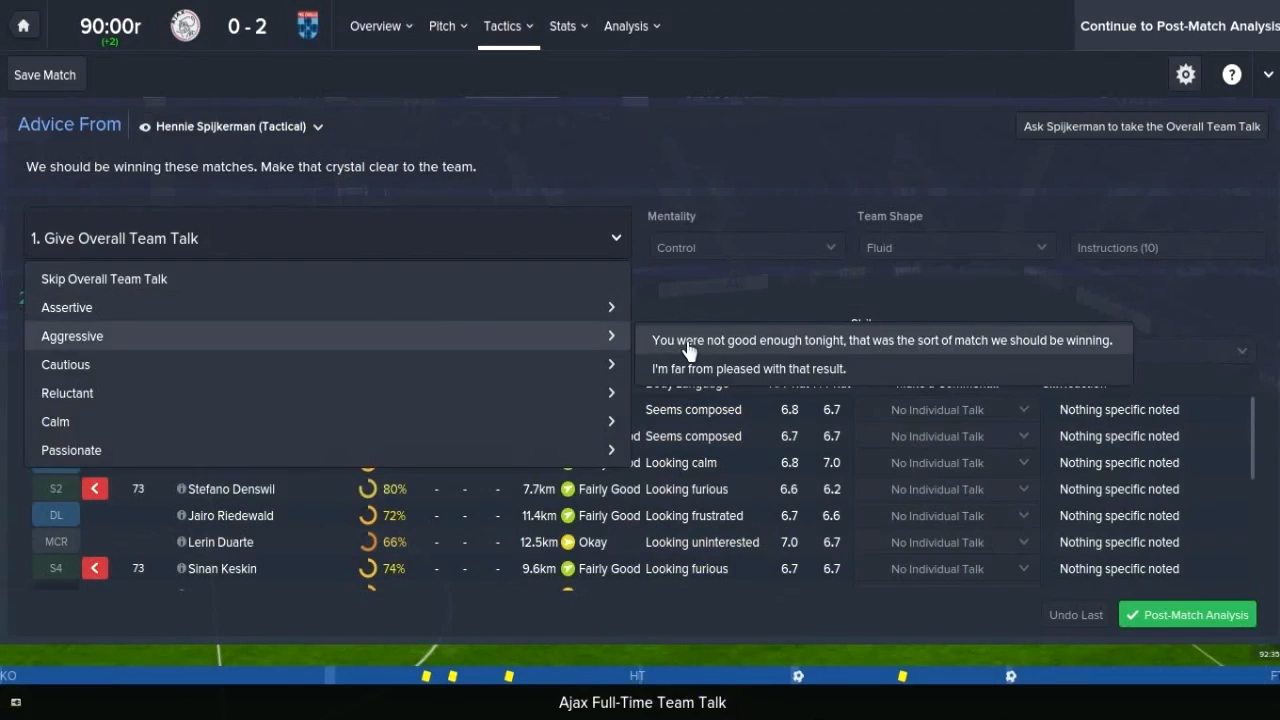 90:00r
(+2)
0 - 2
Overview
Pitch
Tactics
Stats
Analysis
Continue to Post-Match Analysis
Save Match
?
Advice From
Hennie Spijkerman (Tactical)
Ask Spijkerman to take the Overall Team Talk
We should be winning these matches. Make that crystal clear to the team.
1. Give Overall Team Talk
Mentality
Team Shape
Control
Fluid
Instructions (10)
Skip Overall Team Talk
Assertive
Aggressive
Cautious
Reluctant
Calm
Passionate
You were not good enough tonight, that was the sort of match we should be winning.
I'm far from pleased with that result.
Seems composed 6.8 6.7 No Individual Talk Nothing specific noted
Seems composed 6.7 6.7 No Individual Talk Nothing specific noted
Looking calm 6.8 7.0 No Individual Talk Nothing specific noted
S2 73 Stefano Denswil 80% - - - 7.7km Fairly Good Looking furious 6.6 6.2 No Individual Talk Nothing specific noted
DL Jairo Riedewald 72% - - - 11.4km Fairly Good Looking frustrated 6.7 6.6 No Individual Talk Nothing specific noted
MCR Lerin Duarte 66% - - - 12.5km Okay Looking uninterested 7.0 6.7 No Individual Talk Nothing specific noted
S4 73 Sinan Keskin 74% - - - 9.6km Fairly Good Looking furious 6.7 6.7 No Individual Talk Nothing specific noted
Undo Last
Post-Match Analysis
92:35
KO
HT
Ajax Full-Time Team Talk